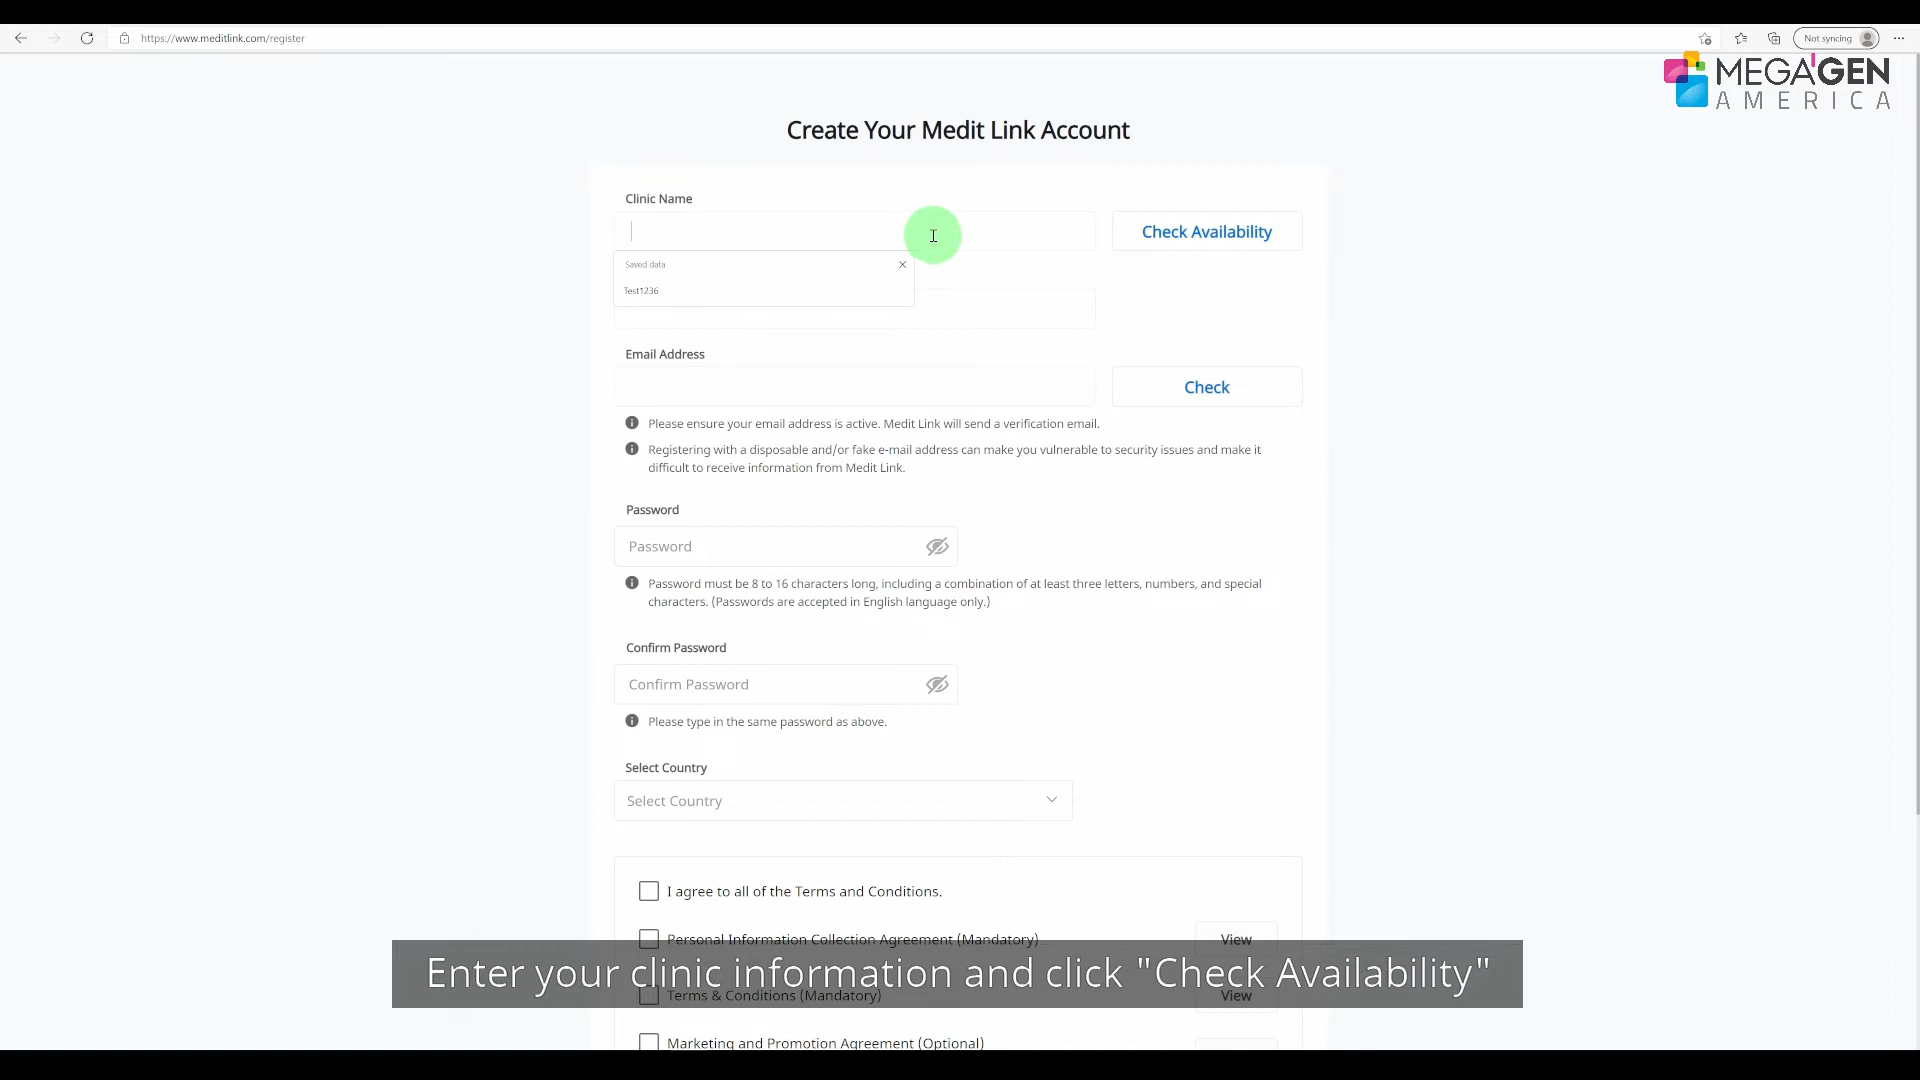 https://www.meditlink.com/register
Not syncing
MEGA'GEN
AMERICA
Create Your Medit Link Account
Clinic Name
Check Availability
Saved data
Test1236
Email Address
Check
Please ensure your email address is active. Medit Link will send a verification email.
Registering with a disposable and/or fake e-mail address can make you vulnerable to security issues and make it
difficult to receive information from Medit Link.
Password
Password
Password must be 8 to 16 characters long, including a combination of at least three letters, numbers, and special
characters. (Passwords are accepted in English language only.)
Confirm Password
Confirm Password
Please type in the same password as above.
Select Country
Select Country
I agree to all of the Terms and Conditions.
Personal Information Collection Agreement (Mandatory)
View
Enter your clinic information and click "Check Availability"
Terms & Conditions (Mandatory)
View
Marketing and Promotion Agreement (Optional)